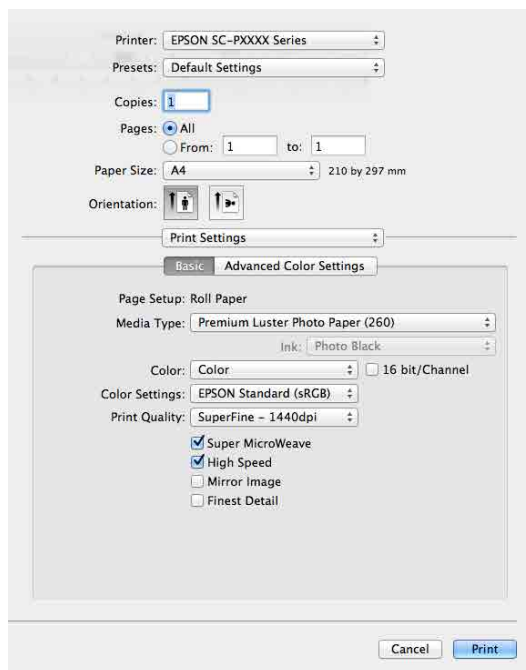 Printer: EPSON SC-PXXXX Series
Presets: Default Settings
Copies: 1
Pages: All
From: 1 to: 1
Paper Size: A4 210 by 297 mm
Orientation:
Print Settings
Basic Advanced Color Settings
Page Setup: Roll Paper
Media Type: Premium Luster Photo Paper (260)
Ink: Photo Black
Color: Color 16 bit/Channel
Color Settings: EPSON Standard (sRGB)
Print Quality: SuperFine – 1440dpi
Super MicroWeave
High Speed
Mirror Image
Finest Detail
Cancel Print